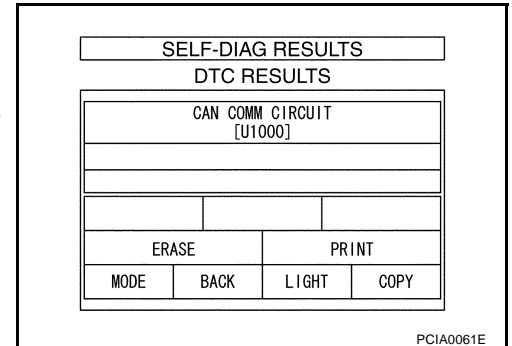 SELF-DIAG RESULTS
DTC RESULTS
CAN COMM CIRCUIT
[U1000]
ERASE PRINT
MODE BACK LIGHT COPY
PCIA0061E